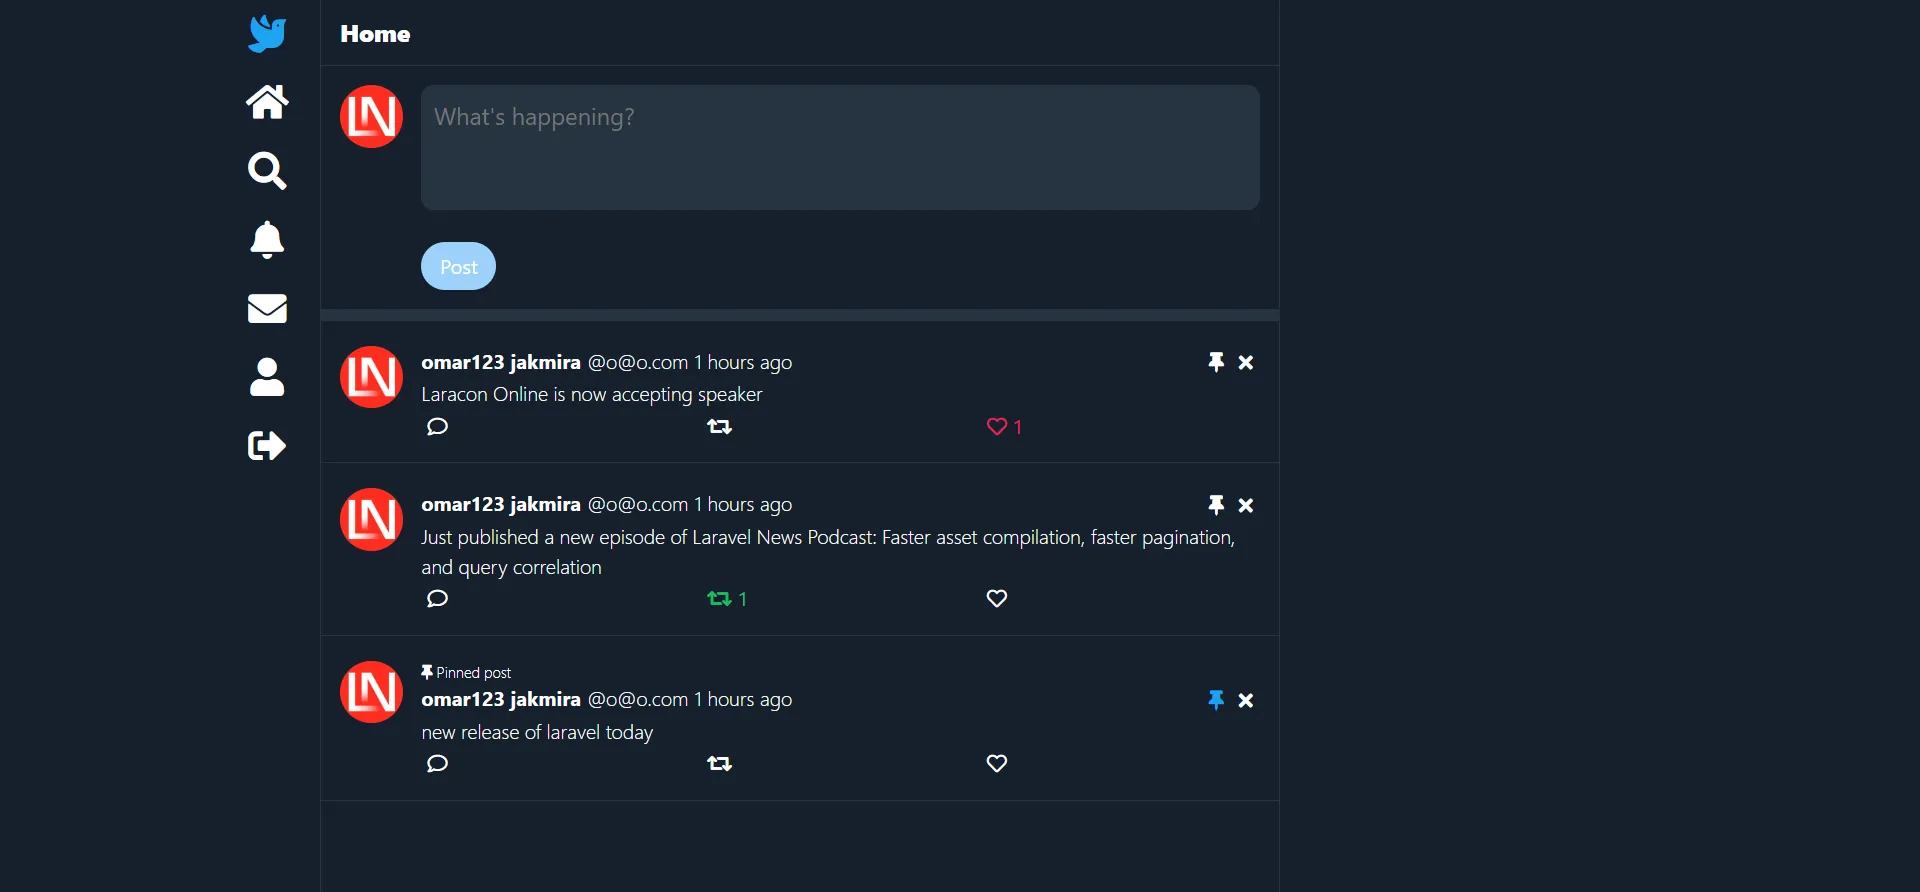 Home
LN
What's happening?
Post
LN
omar123 jakmira @o@o.com 1 hours ago
Laracon Online is now accepting speaker
1
LN
omar123 jakmira @o@o.com 1 hours ago
Just published a new episode of Laravel News Podcast: Faster asset compilation, faster pagination,
and query correlation
1
LN
Pinned post
omar123 jakmira @o@o.com 1 hours ago
new release of laravel today